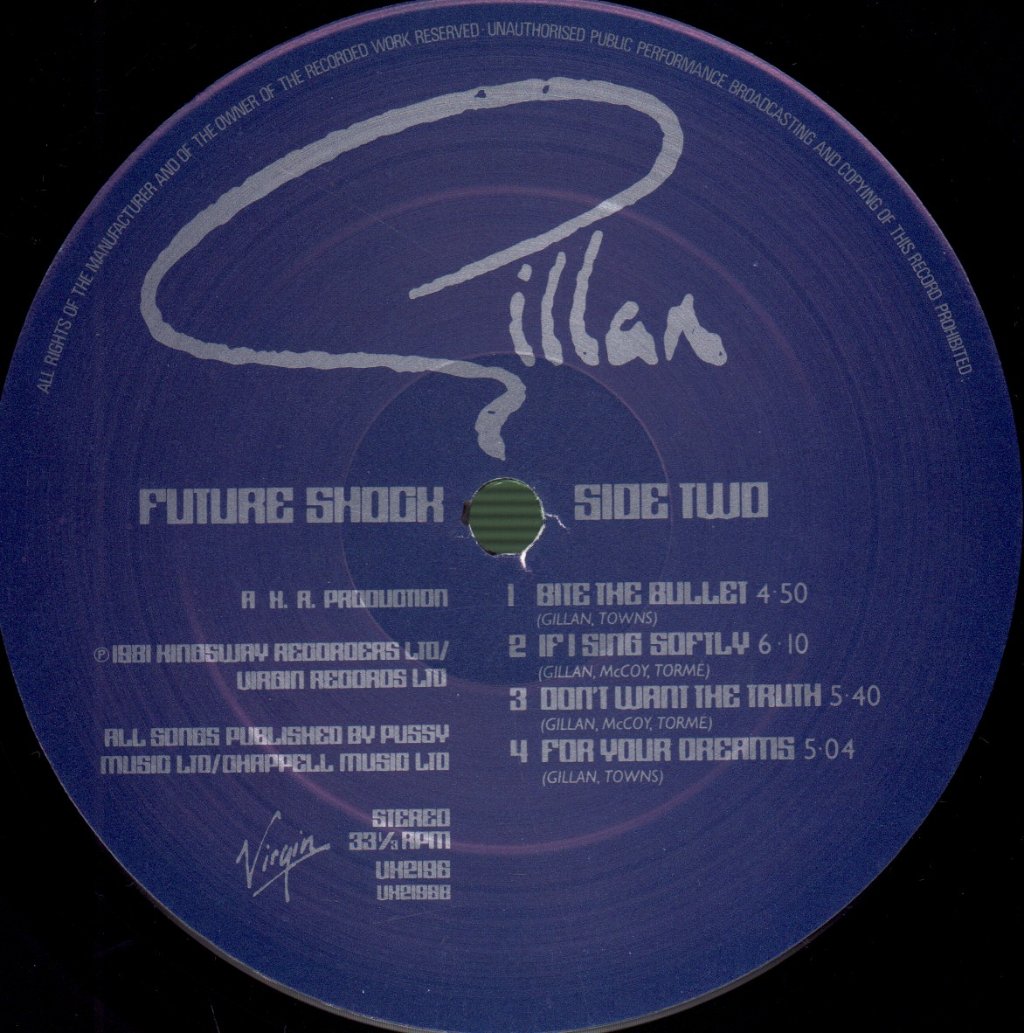 ALL RIGHTS OF THE MANUFACTURER AND OF THE OWNER OF THE RECORDED WORK RESERVED · UNAUTHORISED PUBLIC PERFORMANCE BROADCASTING AND COPYING OF THIS RECORD PROHIBITED.
Gillan
FUTURE SHOCK
SIDE TWO
A K. R. PRODUCTION
℗ 1981 KINGSWAY RECORDERS LTD/
VIRGIN RECORDS LTD
ALL SONGS PUBLISHED BY PUSSY
MUSIC LTD/CHAPPELL MUSIC LTD
Virgin
STEREO
33⅓ RPM
VK2196
VK2196B
1 BITE THE BULLET 4·50
(GILLAN, TOWNS)
2 IF I SING SOFTLY 6·10
(GILLAN, McCOY, TORMÉ)
3 DON'T WANT THE TRUTH 5·40
(GILLAN, McCOY, TORMÉ)
4 FOR YOUR DREAMS 5·04
(GILLAN, TOWNS)